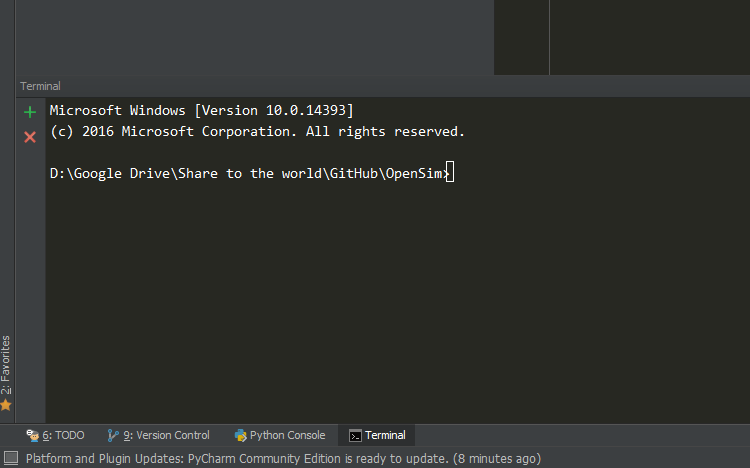 Terminal
Microsoft Windows [Version 10.0.14393]
(c) 2016 Microsoft Corporation. All rights reserved.
D:\Google Drive\Share to the world\GitHub\OpenSim>
2: Favorites
6: TODO
9: Version Control
Python Console
Terminal
Platform and Plugin Updates: PyCharm Community Edition is ready to update. (8 minutes ago)